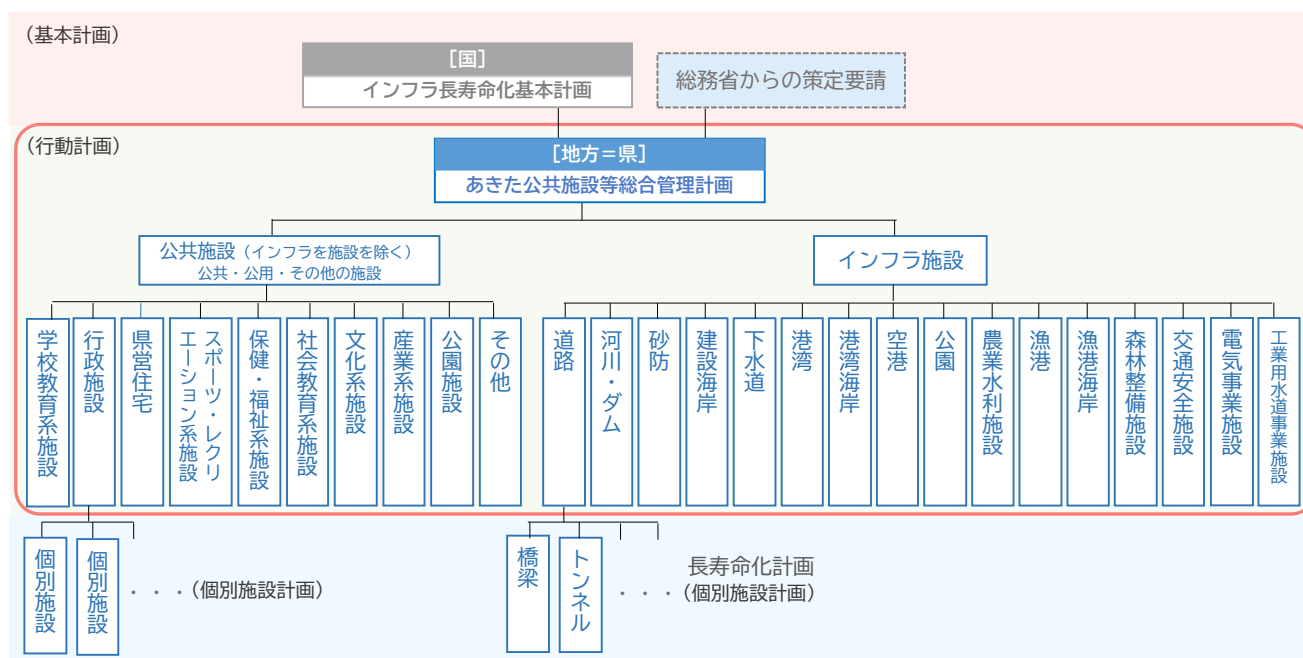 (基本計画)
[国]
インフラ長寿命化基本計画
総務省からの策定要請
(行動計画)
[地方=県]
あきた公共施設等総合管理計画
公共施設(インフラを施設を除く)
公共・公用・その他の施設
インフラ施設
学校教育系施設
行政施設
県営住宅
スポーツ・レクリ
エーション系施設
保健・福祉系施設
社会教育系施設
文化系施設
産業系施設
公園施設
その他
道路
河川・ダム
砂防
建設海岸
下水道
港湾
港湾海岸
空港
公園
農業水利施設
漁港
漁港海岸
森林整備施設
交通安全施設
電気事業施設
工業用水道事業施設
個別施設
個別施設
・・・(個別施設計画)
橋梁
トンネル
長寿命化計画
・・・(個別施設計画)